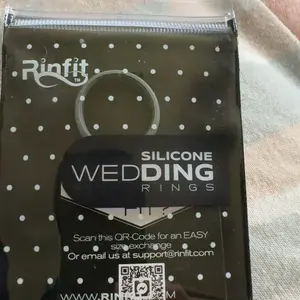 Rinfit™
SILICONE
WEDDING
RINGS
Scan this QR-Code for an EASY
size exchange
Or email us at support@rinfit.com